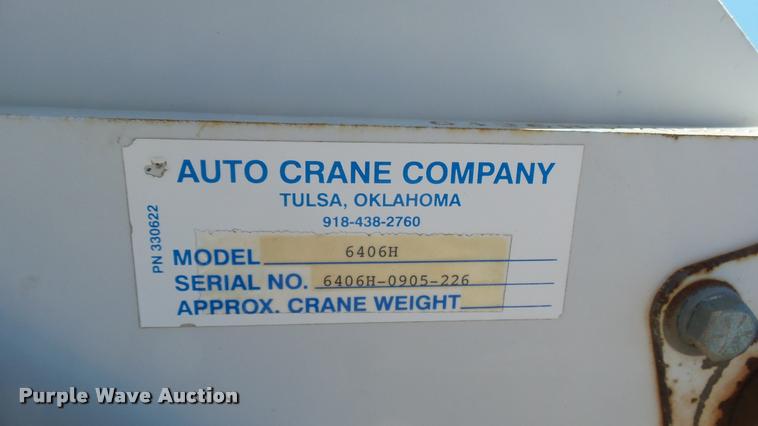 AUTO CRANE COMPANY
TULSA, OKLAHOMA
918-438-2760
PN 330622
MODEL 6406H
SERIAL NO. 6406H-0905-226
APPROX. CRANE WEIGHT
Purple Wave Auction